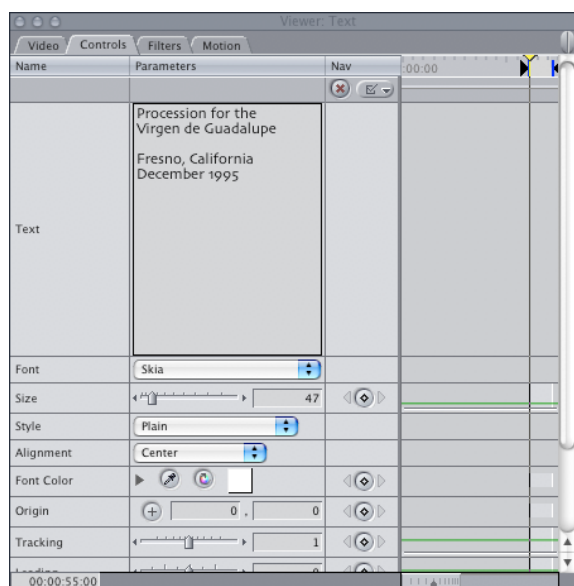 Viewer: Text
Video Controls Filters Motion
Name Parameters Nav :00:00
Procession for the
Virgen de Guadalupe
Fresno, California
December 1995
Text
Font Skia
Size 47
Style Plain
Alignment Center
Font Color
Origin 0 , 0
Tracking 1
Leading 0
00:00:55:00